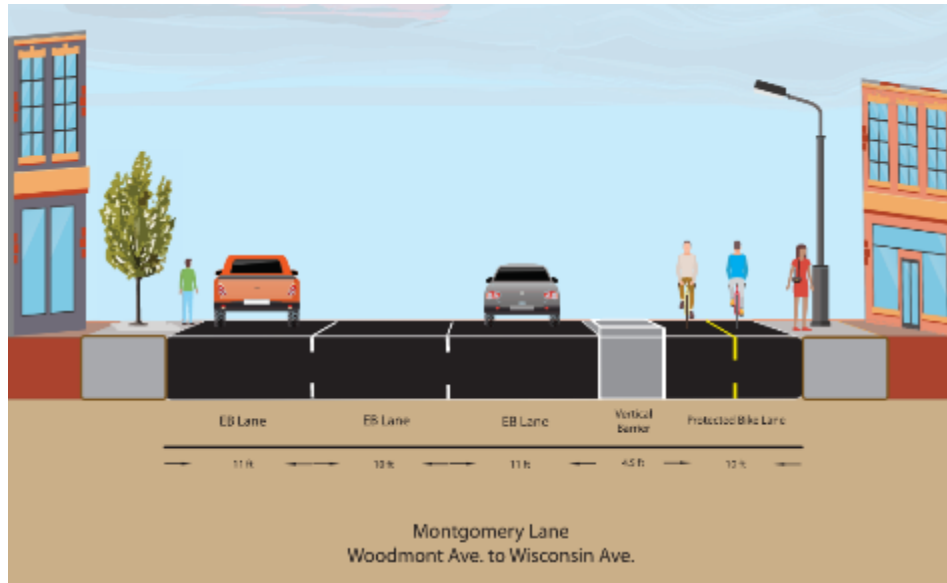 EB Lane
EB Lane
EB Lane
Vertical
Barrier
Protected Bike Lane
11 ft
10 ft
11 ft
4.5 ft
10 ft
Montgomery Lane
Woodmont Ave. to Wisconsin Ave.